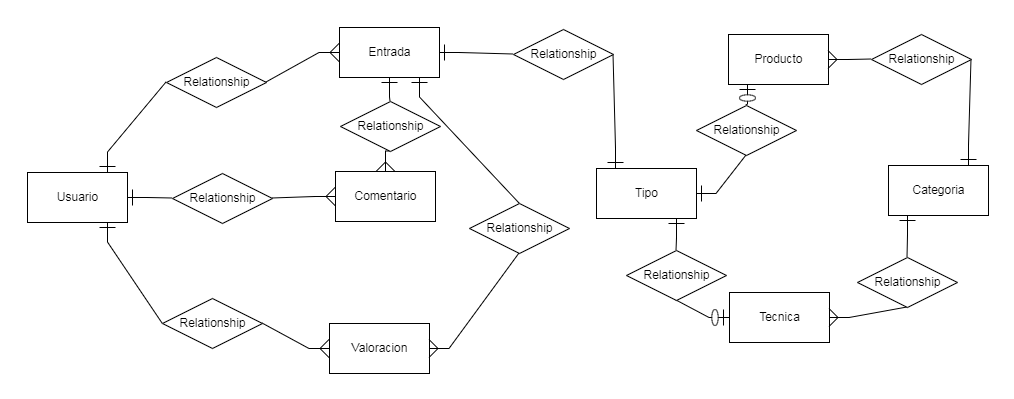 Entrada
Relationship
Producto
Relationship
Relationship
Relationship
Relationship
Usuario
Relationship
Comentario
Tipo
Categoria
Relationship
Relationship
Relationship
Relationship
Tecnica
Valoracion